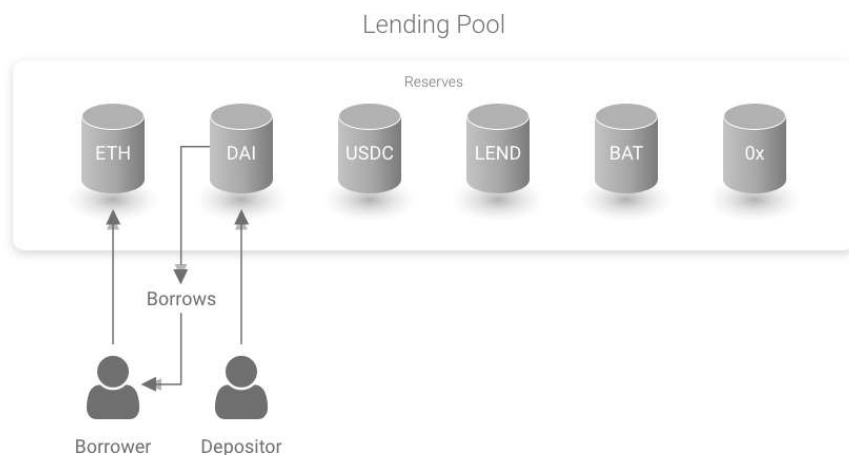 Lending Pool
Reserves
ETH DAI USDC LEND BAT 0x
Borrows
Borrower Depositor